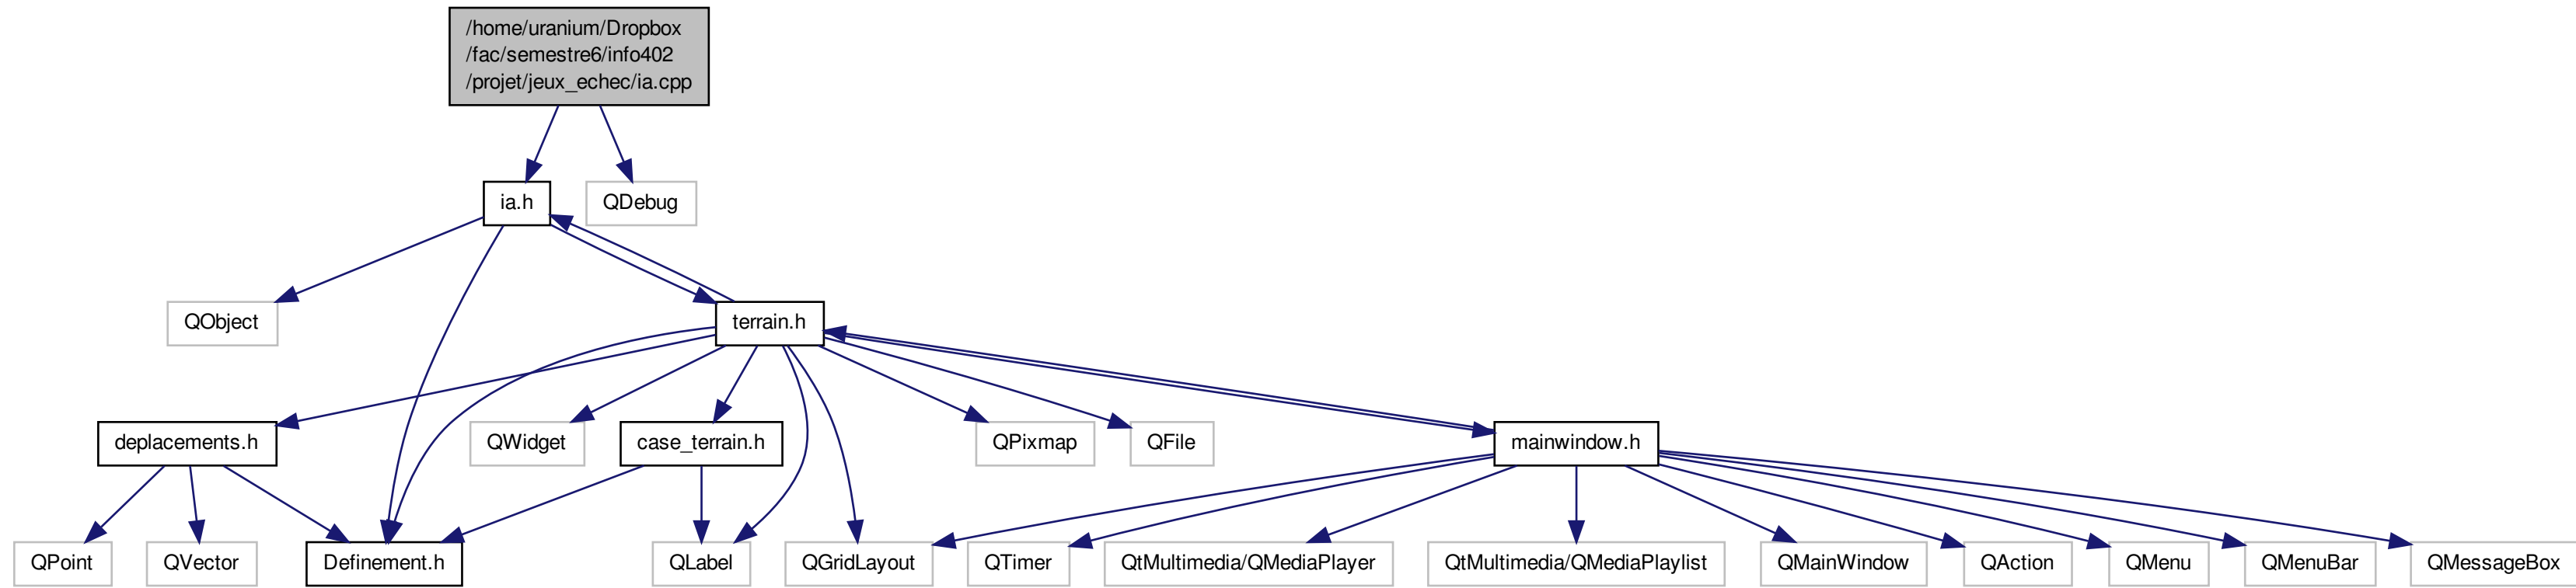 /home/uranium/Dropbox
/fac/semestre6/info402
/projet/jeux_echec/ia.cpp
ia.h
QDebug
QObject
terrain.h
deplacements.h
QWidget
case_terrain.h
QPixmap
QFile
mainwindow.h
QPoint
QVector
Definement.h
QLabel
QGridLayout
QTimer
QtMultimedia/QMediaPlayer
QtMultimedia/QMediaPlaylist
QMainWindow
QAction
QMenu
QMenuBar
QMessageBox